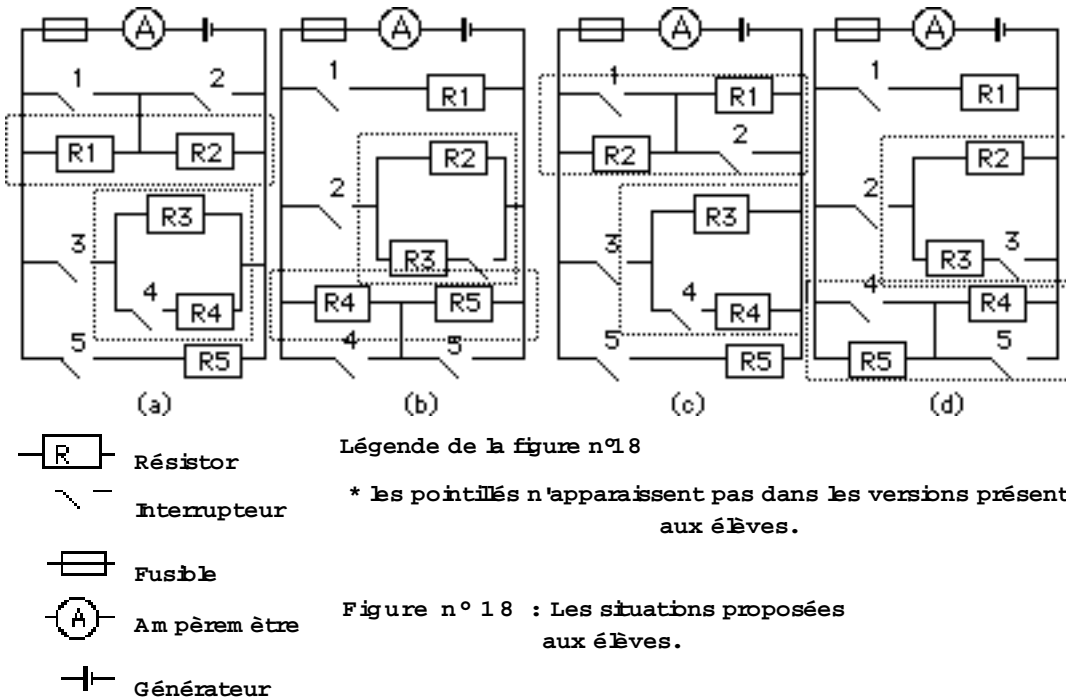 A A A A
1 2 1 R1 1 R1 1 R1
R1 R2 R2 R2 2 R2
3 R3 2 R3 3 R3 2 R3 3
4 R4 R4 R5 4 R4 4 R4
5 R5 4 5 5 R5 R5 5
(a) (b) (c) (d)
R Résistor
Interrupteur
Fusible
A Ampèremètre
Générateur
Légende de la figure n°18
* les pointillés n'apparaissent pas dans les versions présent
aux élèves.
Figure n° 18 : Les situations proposées
aux élèves.